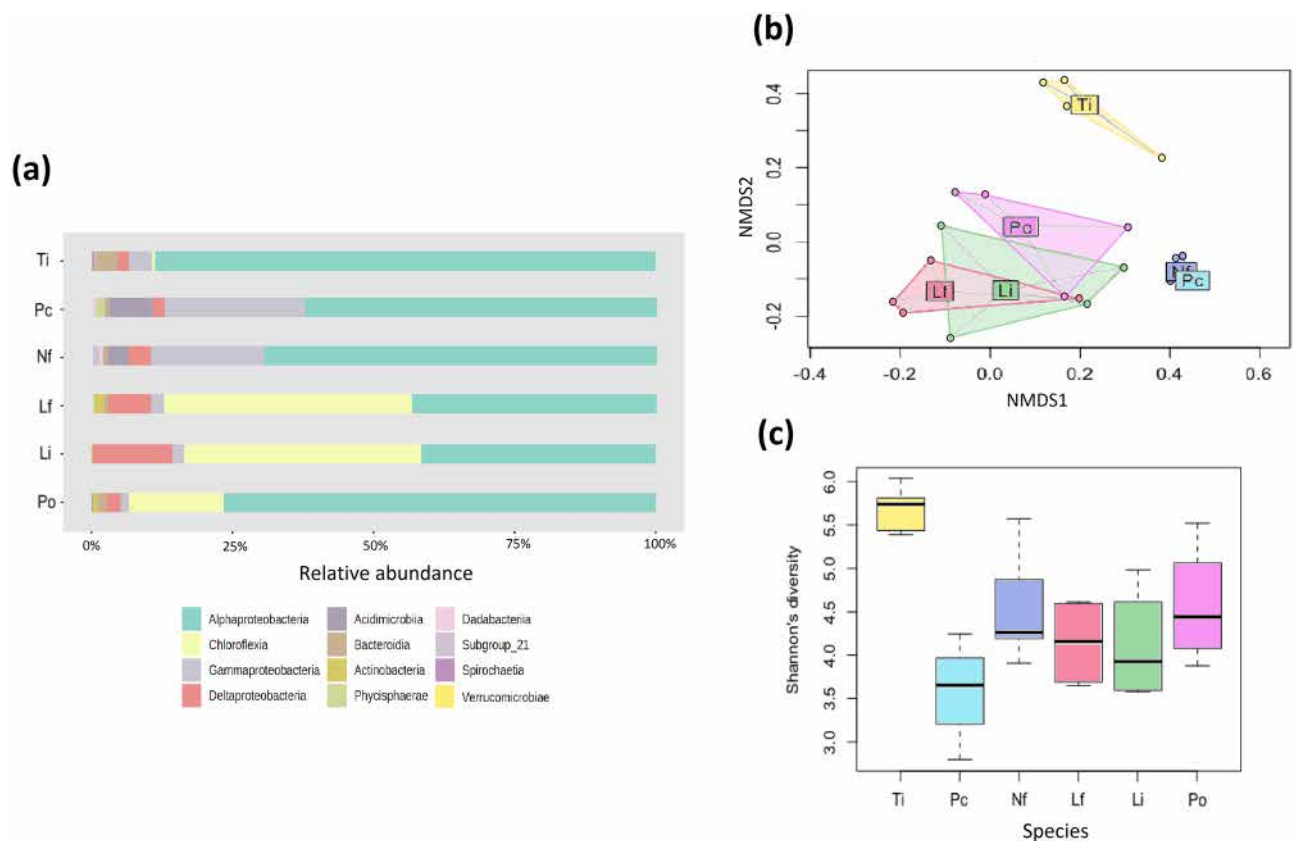 (a)
Ti
Pc
Nf
Lf
Li
Po
0% 25% 50% 75% 100%
Relative abundance
Alphaproteobacteria Acidimicrobiia Dadabacteriia
Chloroflexia Bacteroidia Subgroup_21
Gammaproteobacteria Actinobacteria Spirochaetia
Deltaproteobacteria Phycisphaerae Verrucomicrobiae
(b)
NMDS2
0.4
0.2
0.0
-0.2
Ti
Po
Lf
Li
Nf
Pc
-0.4 -0.2 0.0 0.2 0.4 0.6
NMDS1
(c)
Shannon's diversity
6.0
5.5
5.0
4.5
4.0
3.5
3.0
Ti Pc Nf Lf Li Po
Species